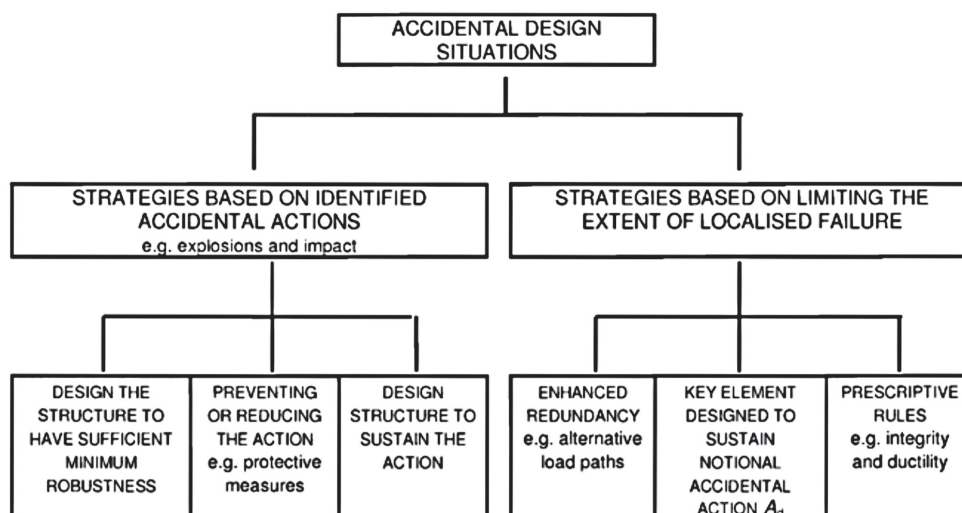 ACCIDENTAL DESIGN
SITUATIONS
STRATEGIES BASED ON IDENTIFIED
ACCIDENTAL ACTIONS
e.g. explosions and impact
STRATEGIES BASED ON LIMITING THE
EXTENT OF LOCALISED FAILURE
DESIGN THE
STRUCTURE TO
HAVE SUFFICIENT
MINIMUM
ROBUSTNESS
PREVENTING
OR REDUCING
THE ACTION
e.g. protective
measures
DESIGN
STRUCTURE TO
SUSTAIN THE
ACTION
ENHANCED
REDUNDANCY
e.g. alternative
load paths
KEY ELEMENT
DESIGNED TO
SUSTAIN
NOTIONAL
ACCIDENTAL
ACTION Ad
PRESCRIPTIVE
RULES
e.g. integrity
and ductility